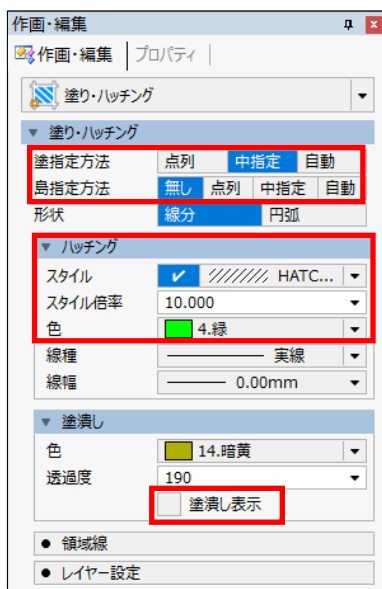 作画・編集
作画・編集 プロパティ
塗り・ハッチング
塗り・ハッチング
塗指定方法 点列 中指定 自動
島指定方法 無し 点列 中指定 自動
形状 線分 円弧
ハッチング
スタイル HATC...
スタイル倍率 10.000
色 4.緑
線種 実線
線幅 0.00mm
塗潰し
色 14.暗黄
透過度 190
塗潰し表示
領域線
レイヤー設定